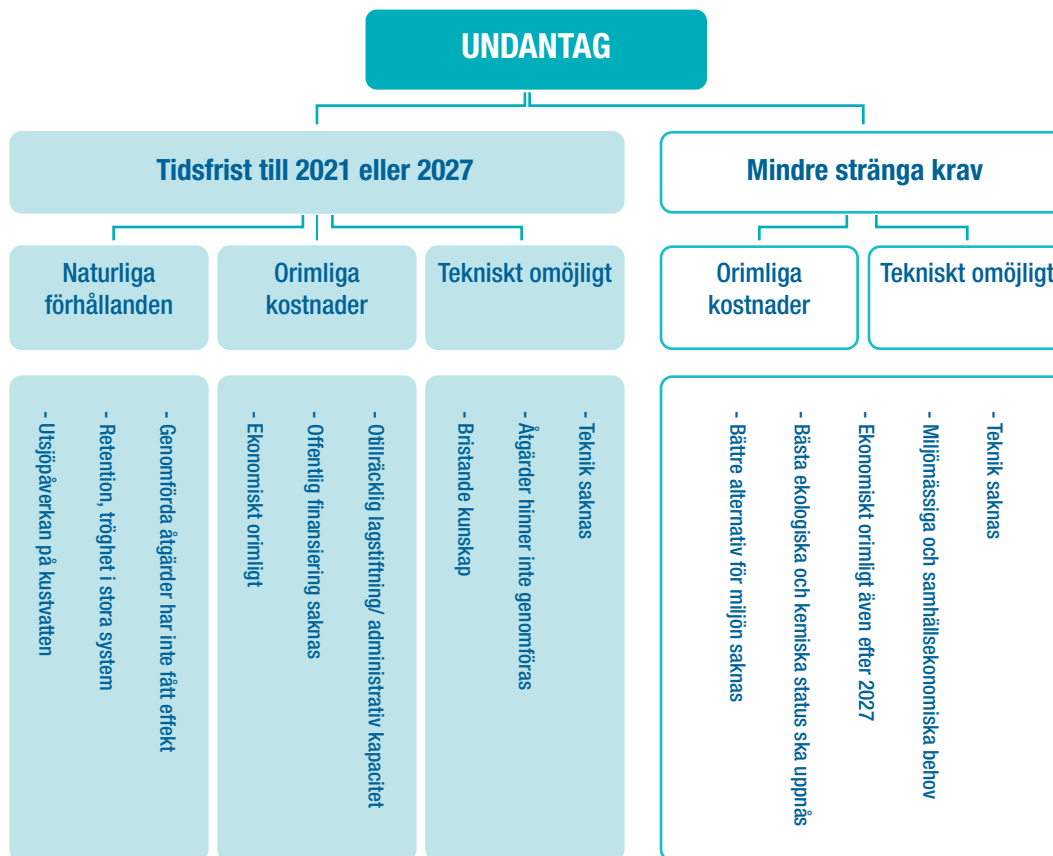 UNDANTAG
Tidsfrist till 2021 eller 2027
Mindre stränga krav
Naturliga
förhållanden
Orimliga
kostnader
Tekniskt omöjligt
Orimliga
kostnader
Tekniskt omöjligt
- Genomförda åtgärder har inte fått effekt
- Retention, tröghet i stora system
- Utsjöpåverkan på kustvatten
- Otillräcklig lagstiftning/ administrativ kapacitet
- Offentlig finansiering saknas
- Ekonomiskt orimligt
- Teknik saknas
- Åtgärder hinner inte genomföras
- Bristande kunskap
- Teknik saknas
- Miljömässiga och samhällsekonomiska behov
- Ekonomiskt orimligt även efter 2027
- Bästa ekologiska och kemiska status ska uppnås
- Bättre alternativ för miljön saknas